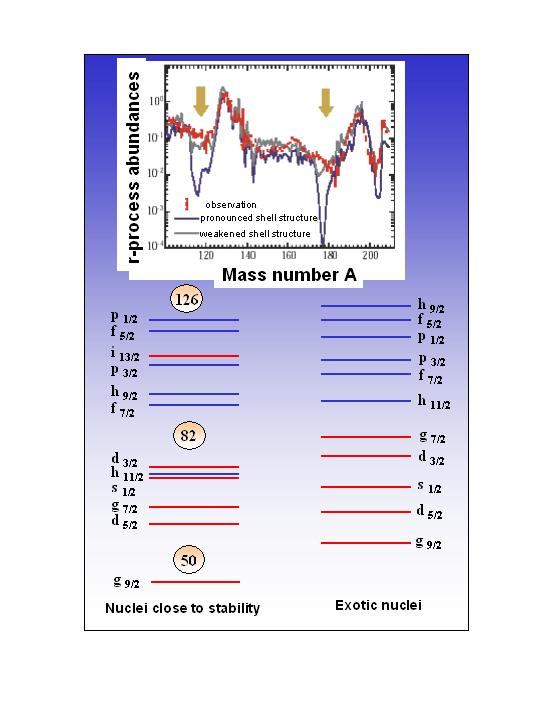 r-process abundances
10^0
10^-1
10^-2
10^-3
10^-4
observation
pronounced shell structure
weakened shell structure
120 140 160 180 200
Mass number A
126
p 1/2
f 5/2
i 13/2
p 3/2
h 9/2
f 7/2
82
d 3/2
h 11/2
s 1/2
g 7/2
d 5/2
50
g 9/2
Nuclei close to stability
h 9/2
f 5/2
p 1/2
p 3/2
f 7/2
h 11/2
g 7/2
d 3/2
s 1/2
d 5/2
g 9/2
Exotic nuclei